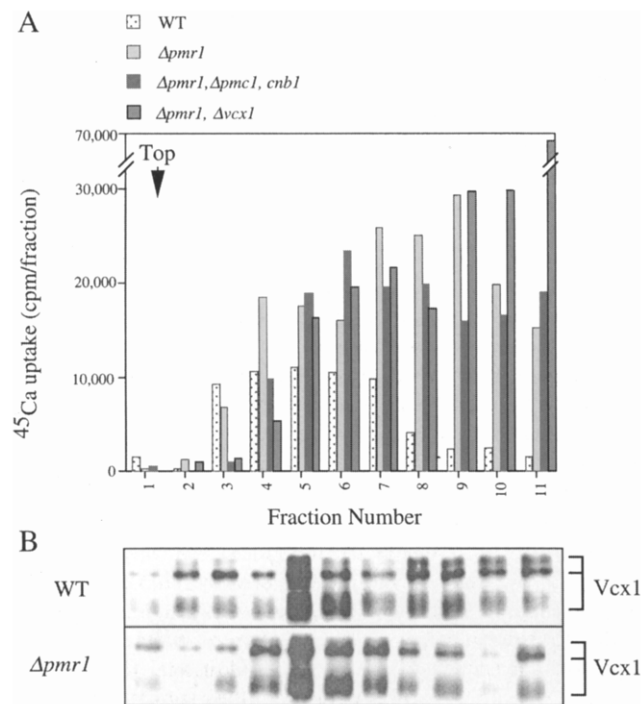 A
WT
Δpmr1
Δpmr1,Δpmc1, cnb1
Δpmr1, Δvcx1
70,000
Top
30,000
20,000
10,000
0
45Ca uptake (cpm/fraction)
1 2 3 4 5 6 7 8 9 10 11
Fraction Number
B
WT
Vcx1
Δpmr1
Vcx1